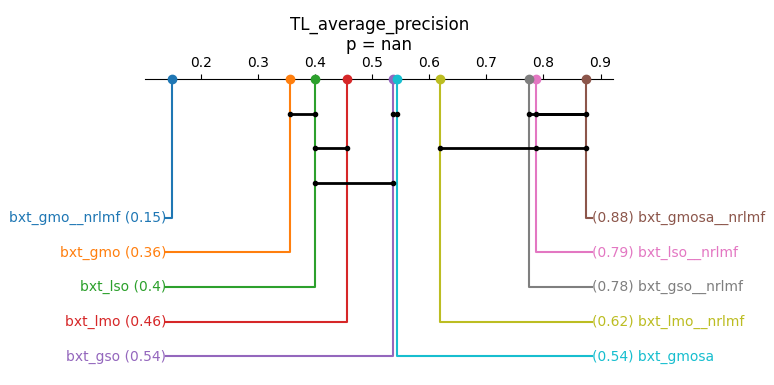 TL_average_precision
p = nan
0.2 0.3 0.4 0.5 0.6 0.7 0.8 0.9
bxt_gmo__nrlmf (0.15)
(0.88) bxt_gmosa__nrlmf
bxt_gmo (0.36)
(0.79) bxt_lso__nrlmf
bxt_lso (0.4)
(0.78) bxt_gso__nrlmf
bxt_lmo (0.46)
(0.62) bxt_lmo__nrlmf
bxt_gso (0.54)
(0.54) bxt_gmosa